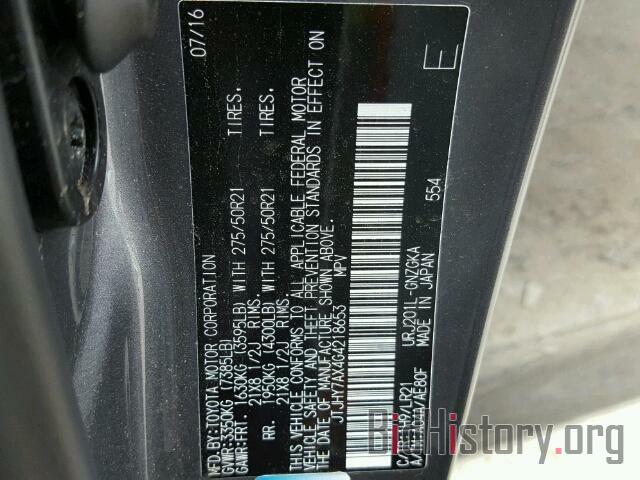 MFD.BY:TOYOTA MOTOR CORPORATION 07/16
GVWR:3350KG (7385LB)
GAWR:FRT. 1630KG (3595LB) WITH 275/50R21 TIRES,
21X8 1/2J RIMS.
RR. 1950KG (4300LB) WITH 275/50R21 TIRES,
21X8 1/2J RIMS.
THIS VEHICLE CONFORMS TO ALL APPLICABLE FEDERAL MOTOR
VEHICLE SAFETY AND THEFT PREVENTION STANDARDS IN EFFECT ON
THE DATE OF MANUFACTURE SHOWN ABOVE.
JTJHY7AX4G4218653 MPV
E
554
URJ201L-GNZGKA
MADE IN JAPAN
A-Export.us